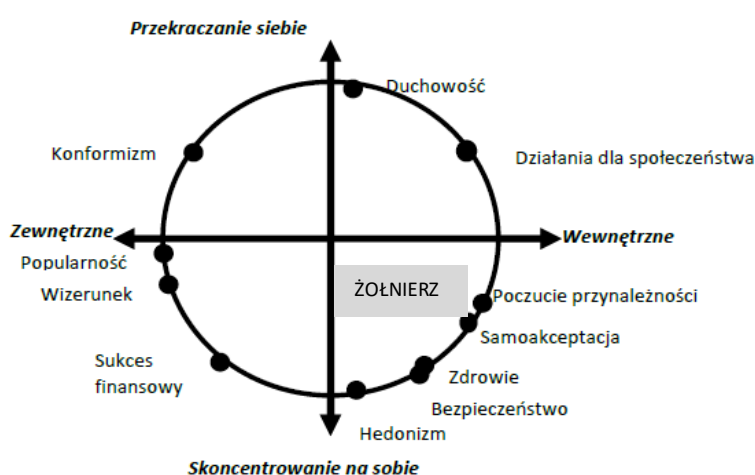 Przekraczanie siebie
Duchowość
Konformizm
Działania dla społeczeństwa
Zewnętrzne
Wewnętrzne
Popularność
ŻOŁNIERZ
Wizerunek
Poczucie przynależności
Samoakceptacja
Sukces
finansowy
Zdrowie
Bezpieczeństwo
Hedonizm
Skoncentrowanie na sobie